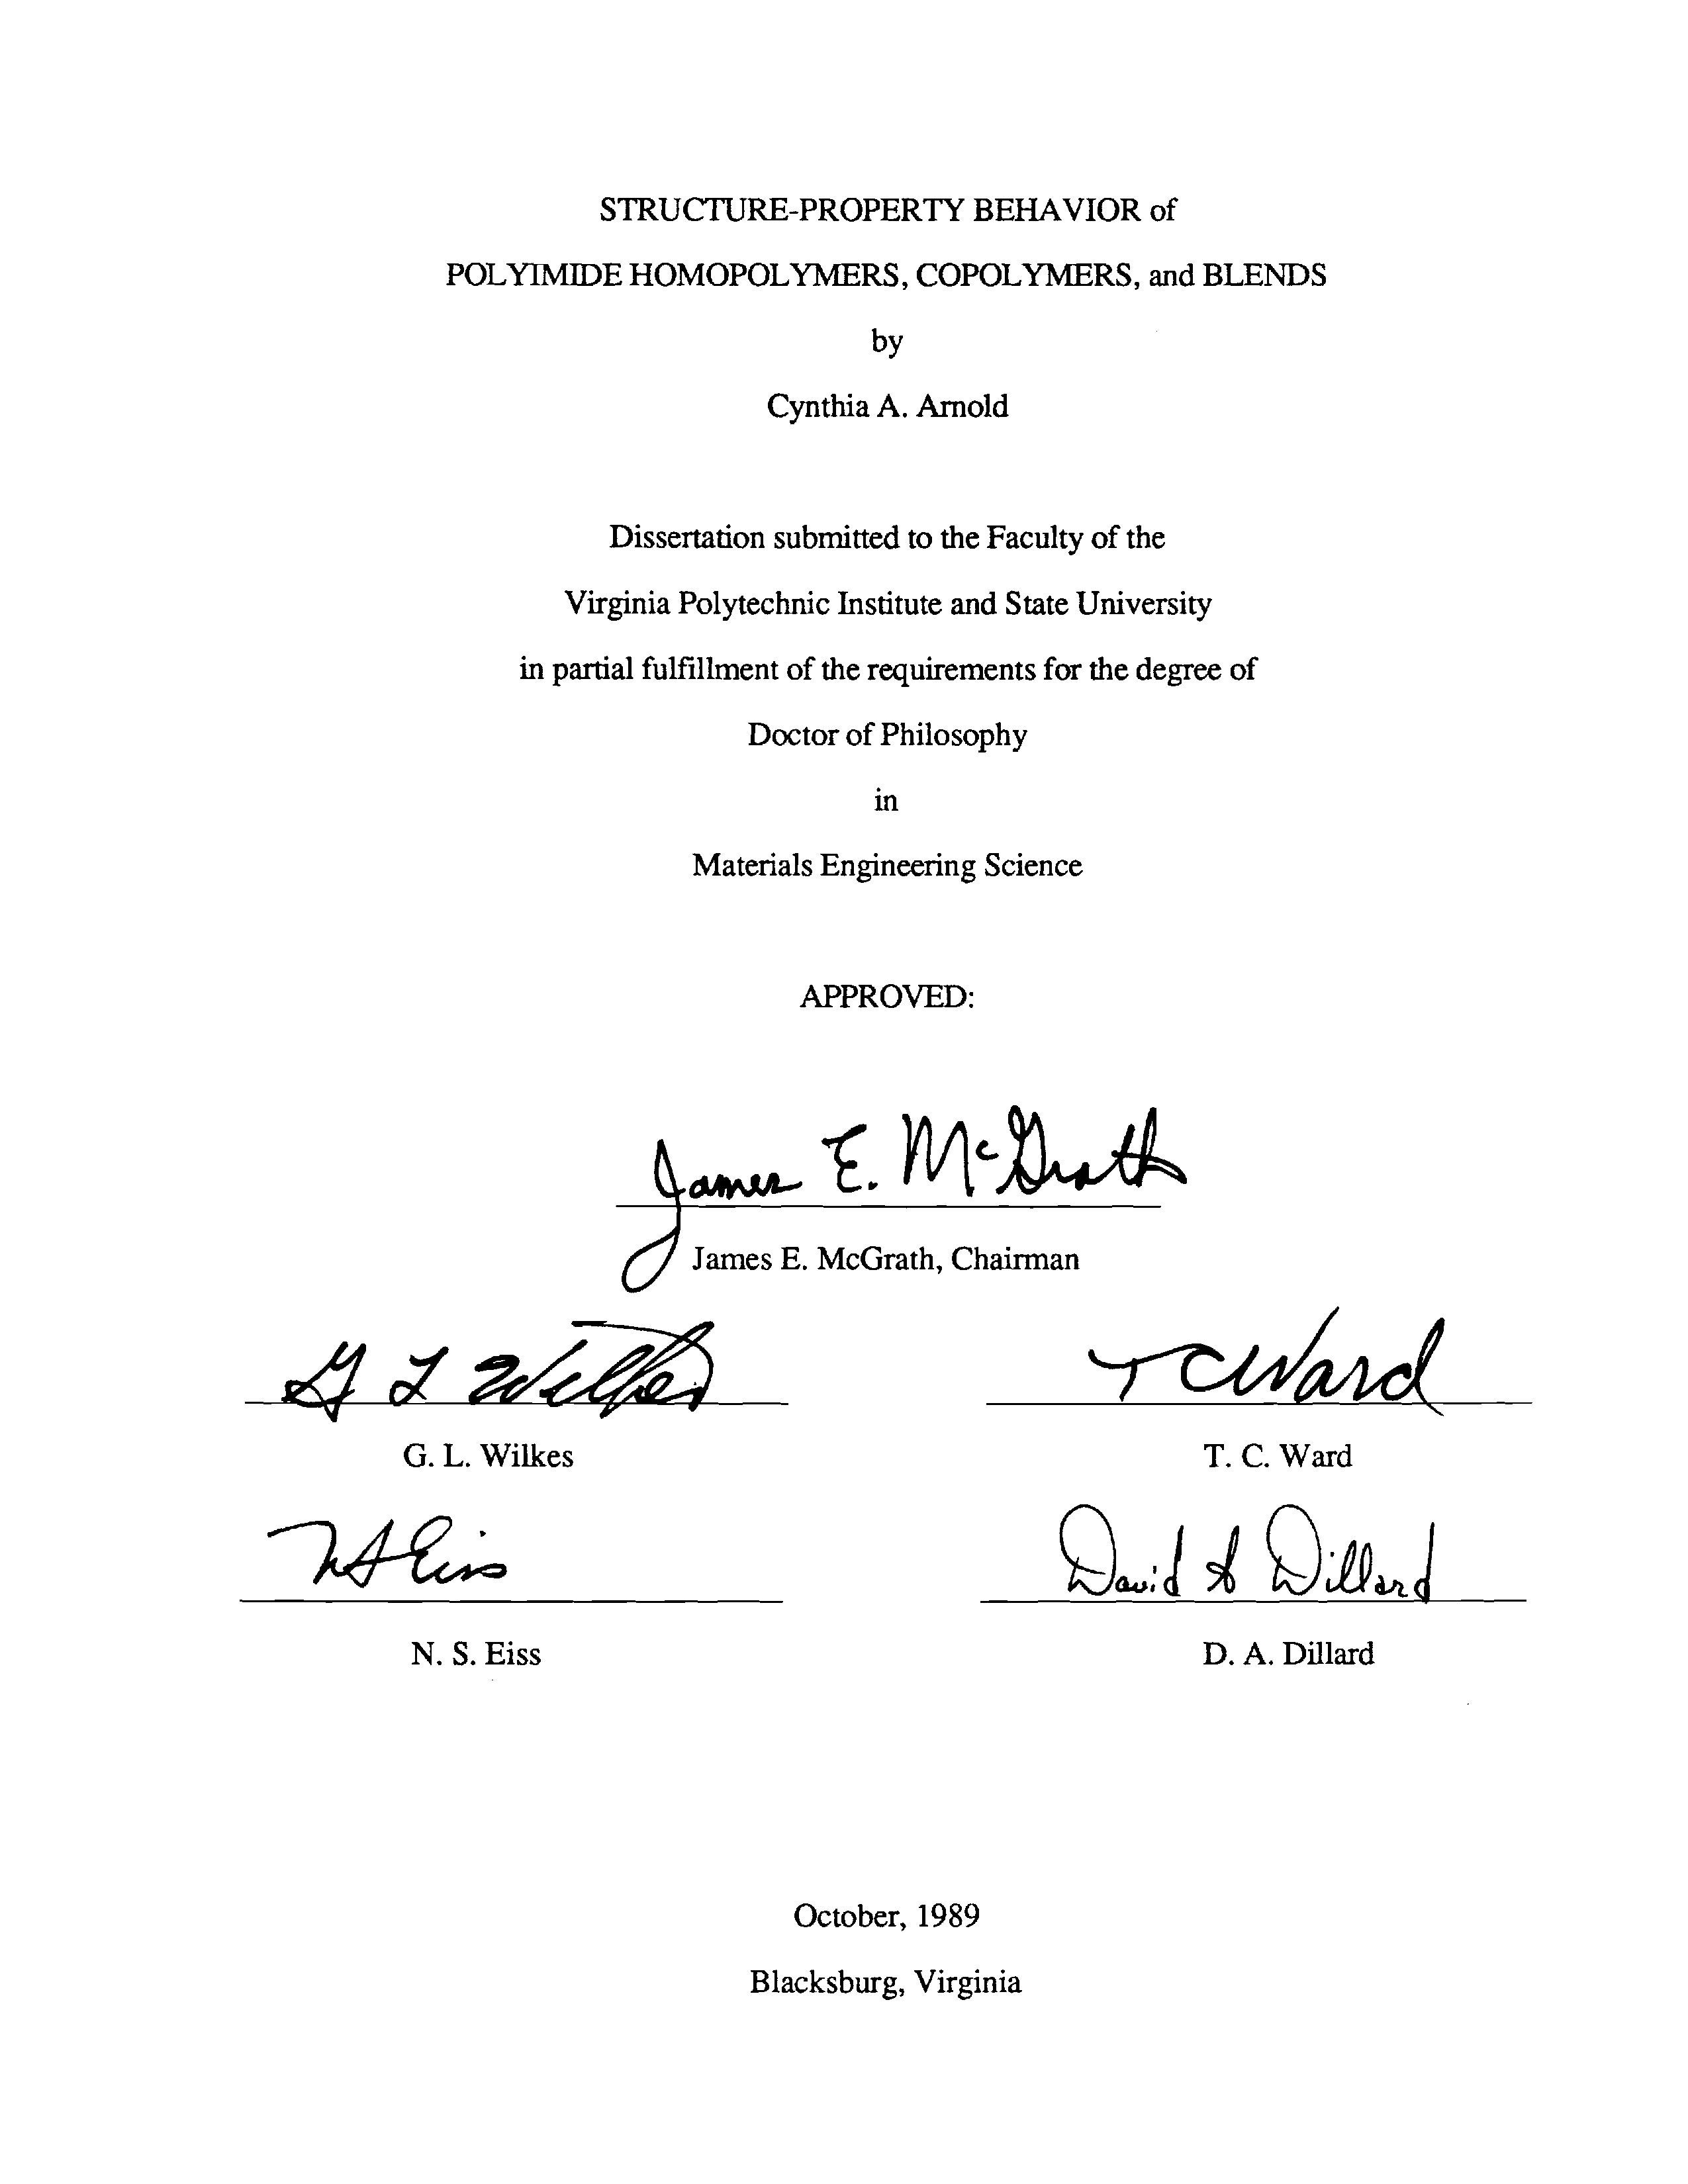 STRUCTURE-PROPERTY BEHAVIOR of
POLYIMIDE HOMOPOLYMERS, COPOLYMERS, and BLENDS
by
Cynthia A. Arnold
Dissertation submitted to the Faculty of the
Virginia Polytechnic Institute and State University
in partial fulfillment of the requirements for the degree of
Doctor of Philosophy
in
Materials Engineering Science
APPROVED:
James E. McGrath
James E. McGrath, Chairman
G L Wilkes
T C Ward
G. L. Wilkes
T. C. Ward
N S Eiss
David A Dillard
N. S. Eiss
D. A. Dillard
October, 1989
Blacksburg, Virginia